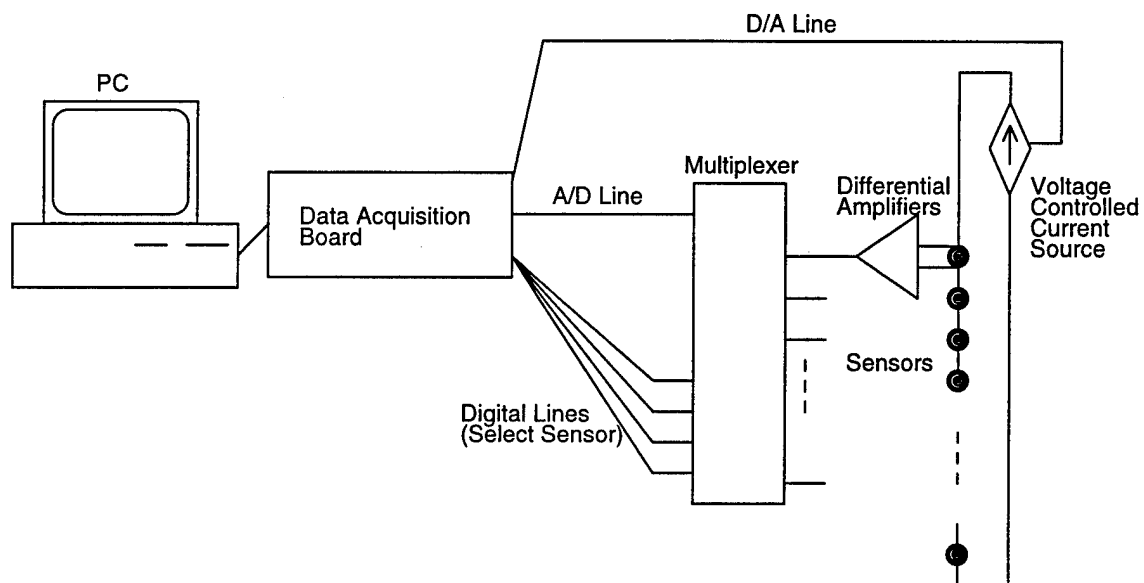 D/A Line
PC
Multiplexer
A/D Line
Differential
Amplifiers
Voltage
Controlled
Current
Source
Data Acquisition
Board
Sensors
Digital Lines
(Select Sensor)